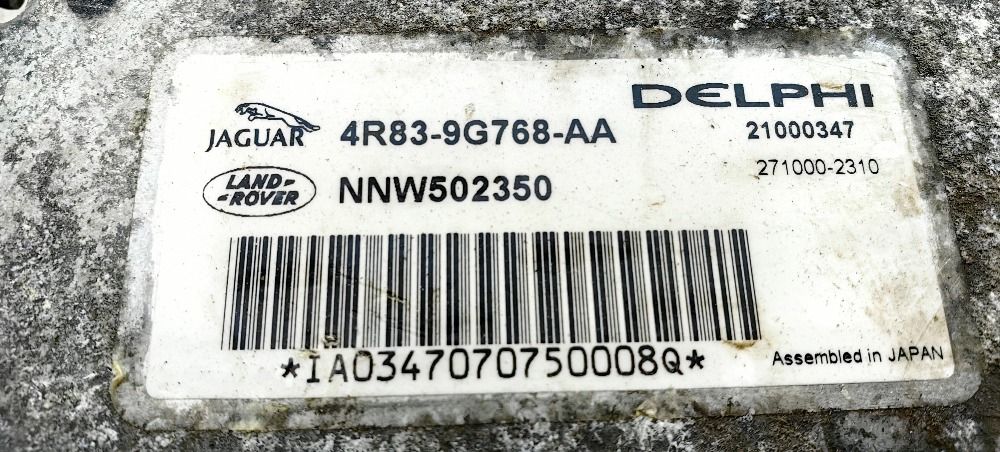 DELPHI
JAGUAR 4R83-9G768-AA
21000347
271000-2310
LAND-
-ROVER
NNW502350
*IA0347070750008Q*
Assembled in JAPAN